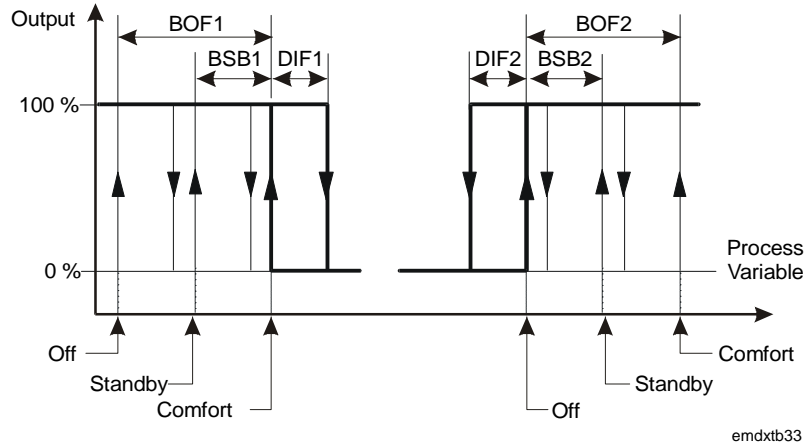 Output
BOF1
BOF2
BSB1
DIF1
DIF2
BSB2
100 %
0 %
Process
Variable
Off
Standby
Comfort
Comfort
Standby
Off
emdxtb33